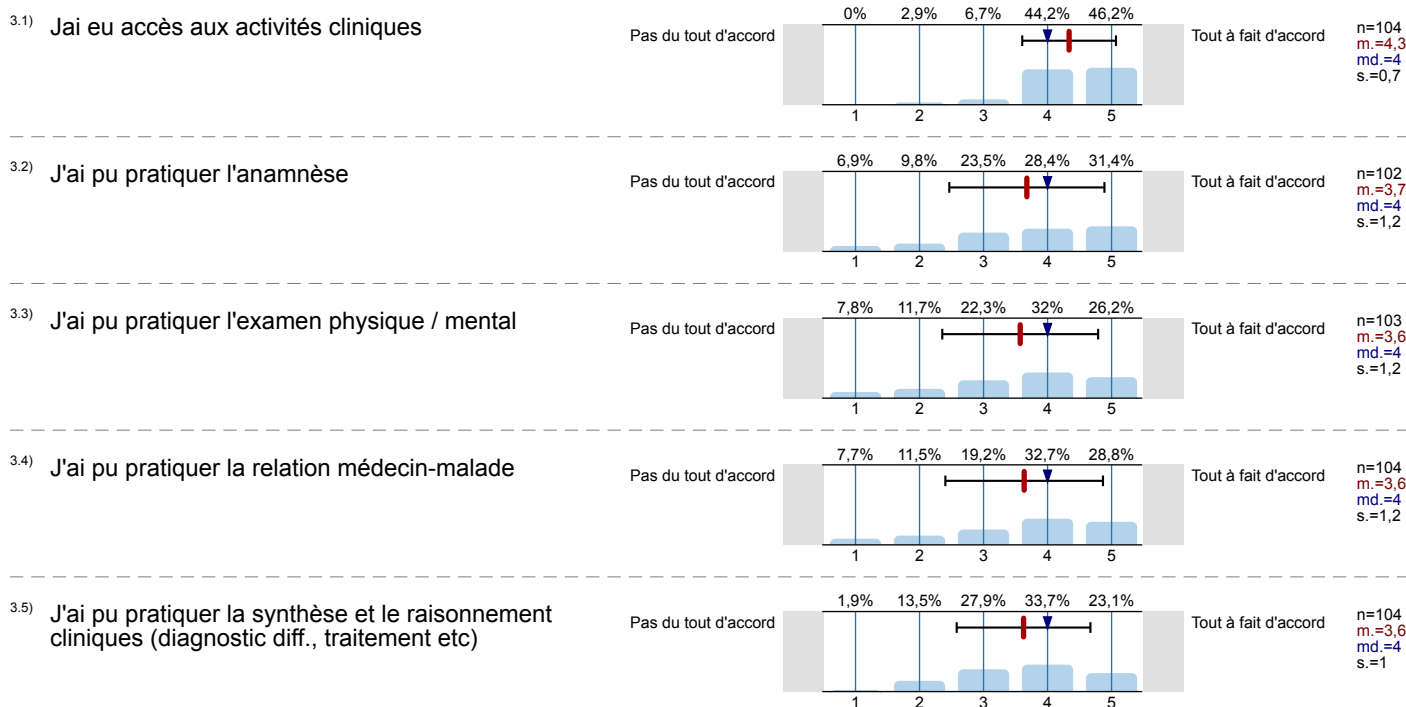 3.1) Jai eu accès aux activités cliniques
Pas du tout d'accord
0% 2,9% 6,7% 44,2% 46,2%
1 2 3 4 5
Tout à fait d'accord
n=104
m.=4,3
md.=4
s.=0,7
3.2) J'ai pu pratiquer l'anamnèse
Pas du tout d'accord
6,9% 9,8% 23,5% 28,4% 31,4%
1 2 3 4 5
Tout à fait d'accord
n=102
m.=3,7
md.=4
s.=1,2
3.3) J'ai pu pratiquer l'examen physique / mental
Pas du tout d'accord
7,8% 11,7% 22,3% 32% 26,2%
1 2 3 4 5
Tout à fait d'accord
n=103
m.=3,6
md.=4
s.=1,2
3.4) J'ai pu pratiquer la relation médecin-malade
Pas du tout d'accord
7,7% 11,5% 19,2% 32,7% 28,8%
1 2 3 4 5
Tout à fait d'accord
n=104
m.=3,6
md.=4
s.=1,2
3.5) J'ai pu pratiquer la synthèse et le raisonnement
cliniques (diagnostic diff., traitement etc)
Pas du tout d'accord
1,9% 13,5% 27,9% 33,7% 23,1%
1 2 3 4 5
Tout à fait d'accord
n=104
m.=3,6
md.=4
s.=1